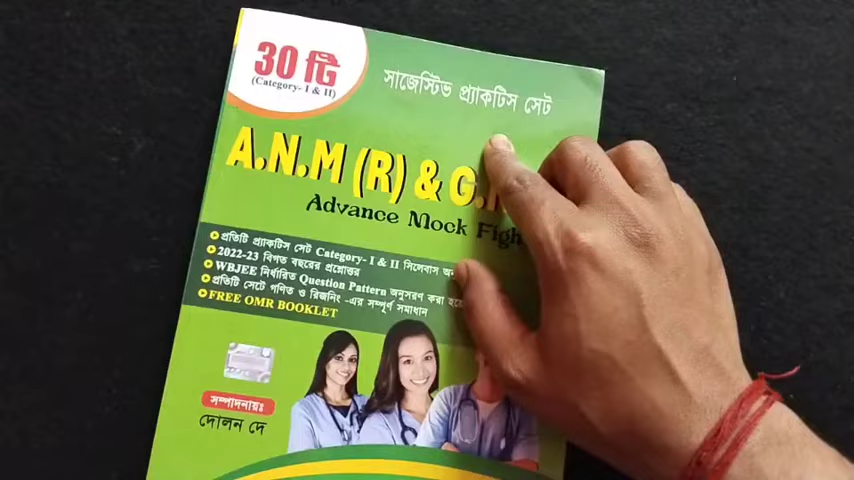 30 টি
(Category- I & II)
সাজেস্টিভ প্র্যাকটিস সেট
A.N.M (R) & G.
Advance Mock Figh
প্রতিটি প্র্যাকটিস সেট Category- I & II সিলেবাস
2022-23 বিগত বছরের প্রশ্নোত্তর
WBJEE নির্ধারিত Question Pattern অনুসরণ করা
প্রতিটি সেটে গণিত ও রিজনিং -এর সম্পূর্ণ সমাধান
FREE OMR BOOKLET
সম্পাদনায়ঃ
দোলন দে